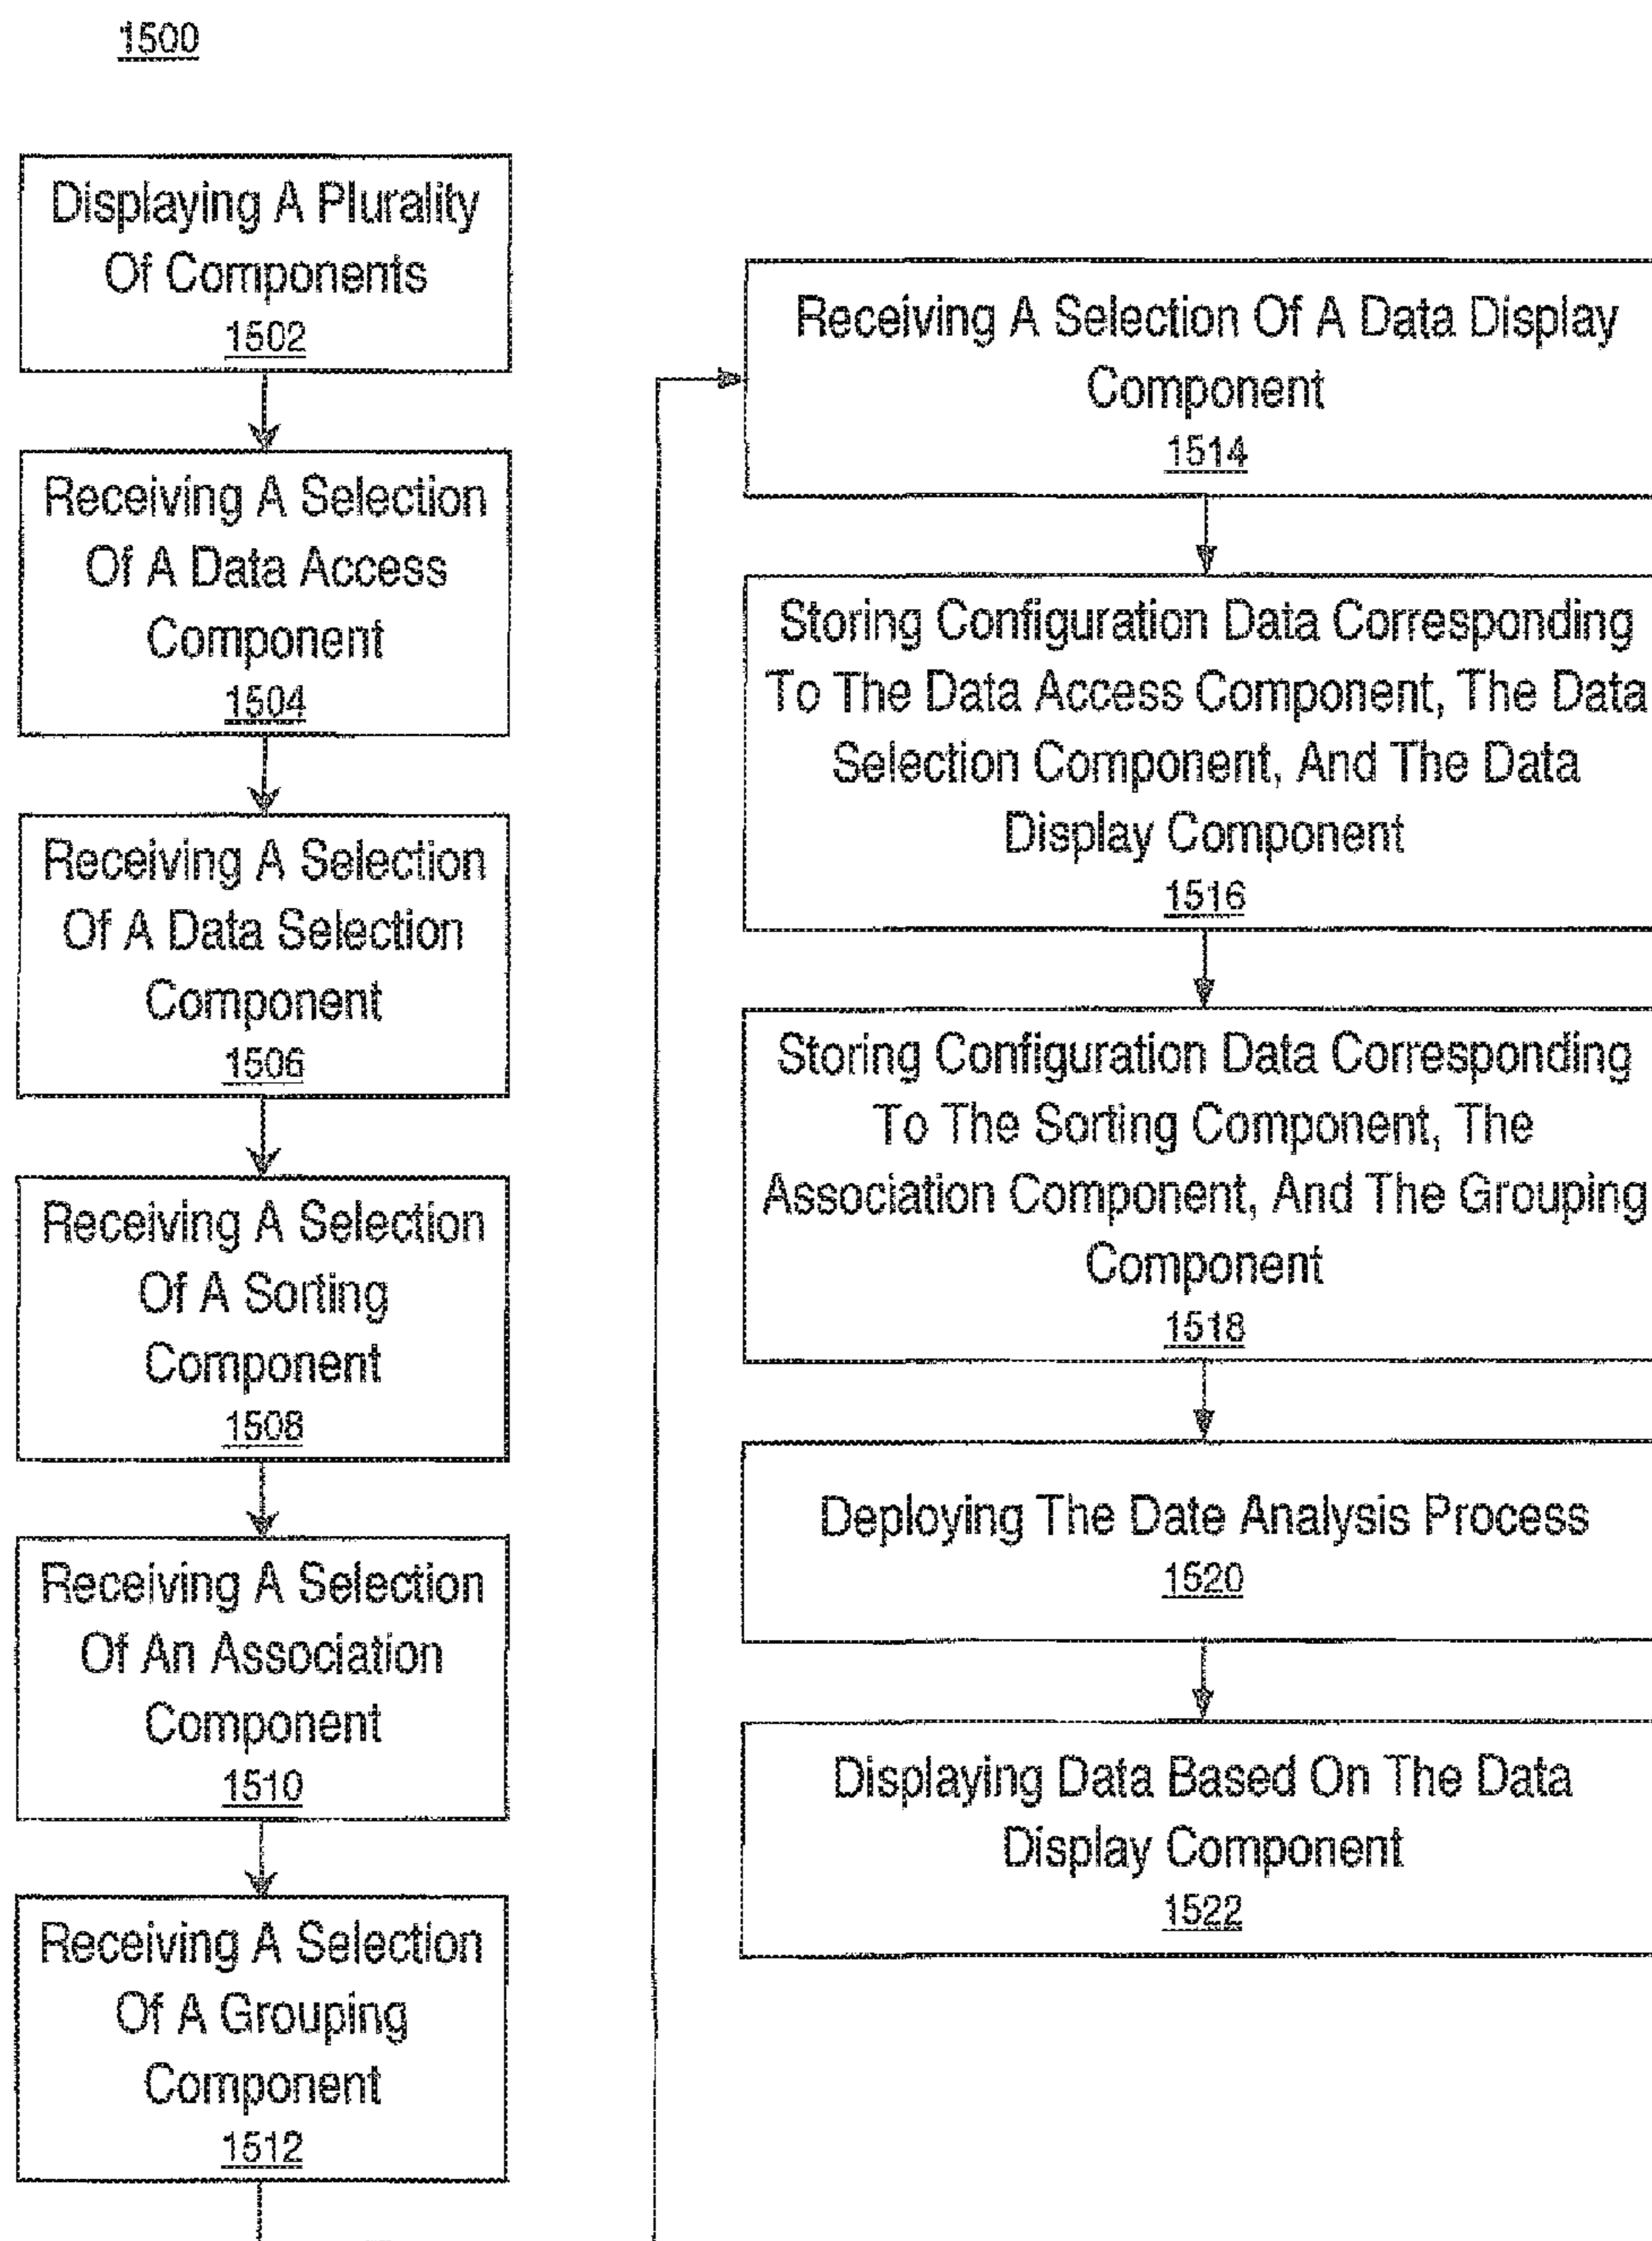 1500
Displaying A Plurality
Of Components
1502
Receiving A Selection
Of A Data Access
Component
1504
Receiving A Selection
Of A Data Selection
Component
1506
Receiving A Selection
Of A Sorting
Component
1508
Receiving A Selection
Of An Association
Component
1510
Receiving A Selection
Of A Grouping
Component
1512
Receiving A Selection Of A Data Display
Component
1514
Storing Configuration Data Corresponding
To The Data Access Component, The Data
Selection Component, And The Data
Display Component
1516
Storing Configuration Data Corresponding
To The Sorting Component, The
Association Component, And The Grouping
Component
1518
Deploying The Date Analysis Process
1520
Displaying Data Based On The Data
Display Component
1522